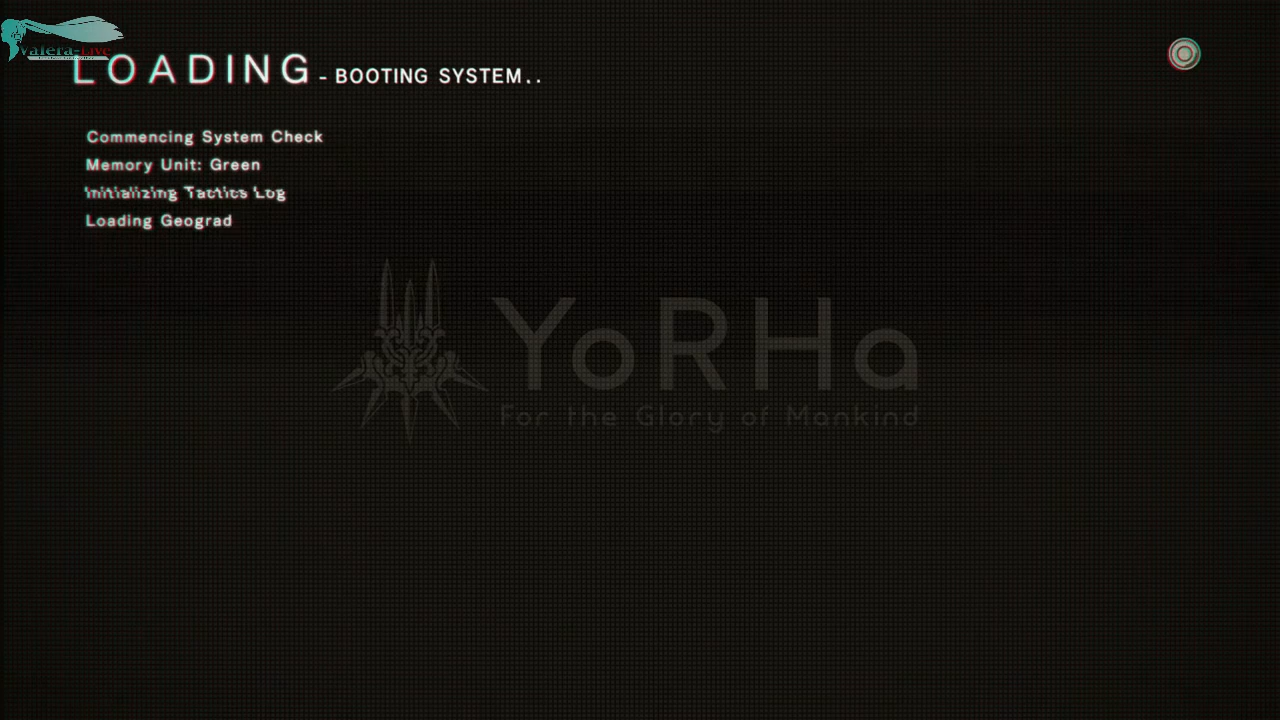 Valera-Live
LOADING - BOOTING SYSTEM..
Commencing System Check
Memory Unit: Green
Initializing Tactics Log
Loading Geograd
YoRHa
For the Glory of Mankind